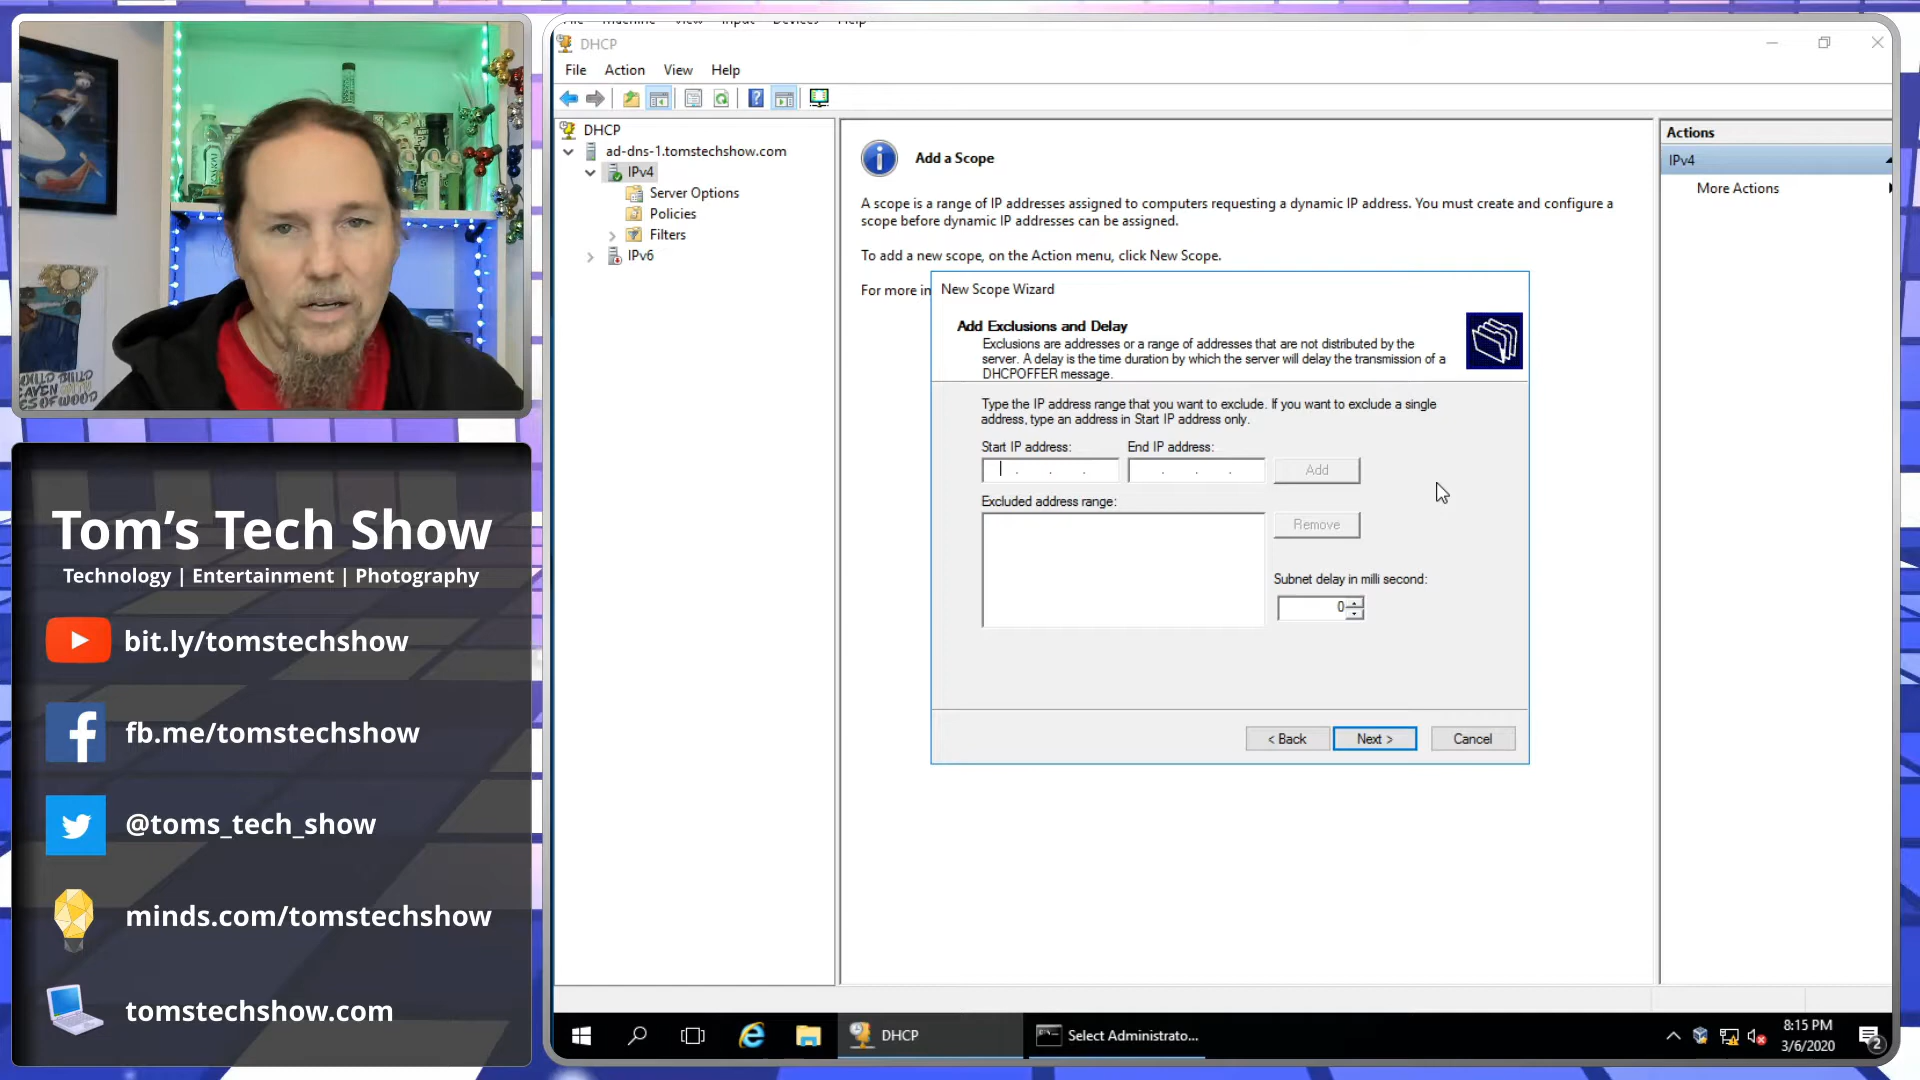 File Machine View Input Devices Help
DHCP
File Action View Help
DHCP
ad-dns-1.tomstechshow.com
IPv4
Server Options
Policies
Filters
IPv6
Add a Scope
A scope is a range of IP addresses assigned to computers requesting a dynamic IP address. You must create and configure a
scope before dynamic IP addresses can be assigned.
To add a new scope, on the Action menu, click New Scope.
For more in
Actions
IPv4
More Actions
New Scope Wizard
Add Exclusions and Delay
Exclusions are addresses or a range of addresses that are not distributed by the
server. A delay is the time duration by which the server will delay the transmission of a
DHCPOFFER message.
Type the IP address range that you want to exclude. If you want to exclude a single
address, type an address in Start IP address only.
Start IP address: End IP address:
Add
Excluded address range:
Remove
Subnet delay in milli second:
0
< Back Next > Cancel
Tom's Tech Show
Technology | Entertainment | Photography
bit.ly/tomstechshow
fb.me/tomstechshow
@toms_tech_show
minds.com/tomstechshow
tomstechshow.com
DHCP
Select Administrato...
8:15 PM
3/6/2020
2